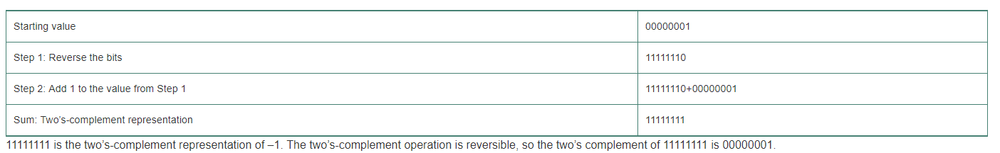 Starting value 00000001
Step 1: Reverse the bits 11111110
Step 2: Add 1 to the value from Step 1 11111110+00000001
Sum: Two’s-complement representation 11111111
11111111 is the two’s-complement representation of –1. The two’s-complement operation is reversible, so the two’s complement of 11111111 is 00000001.